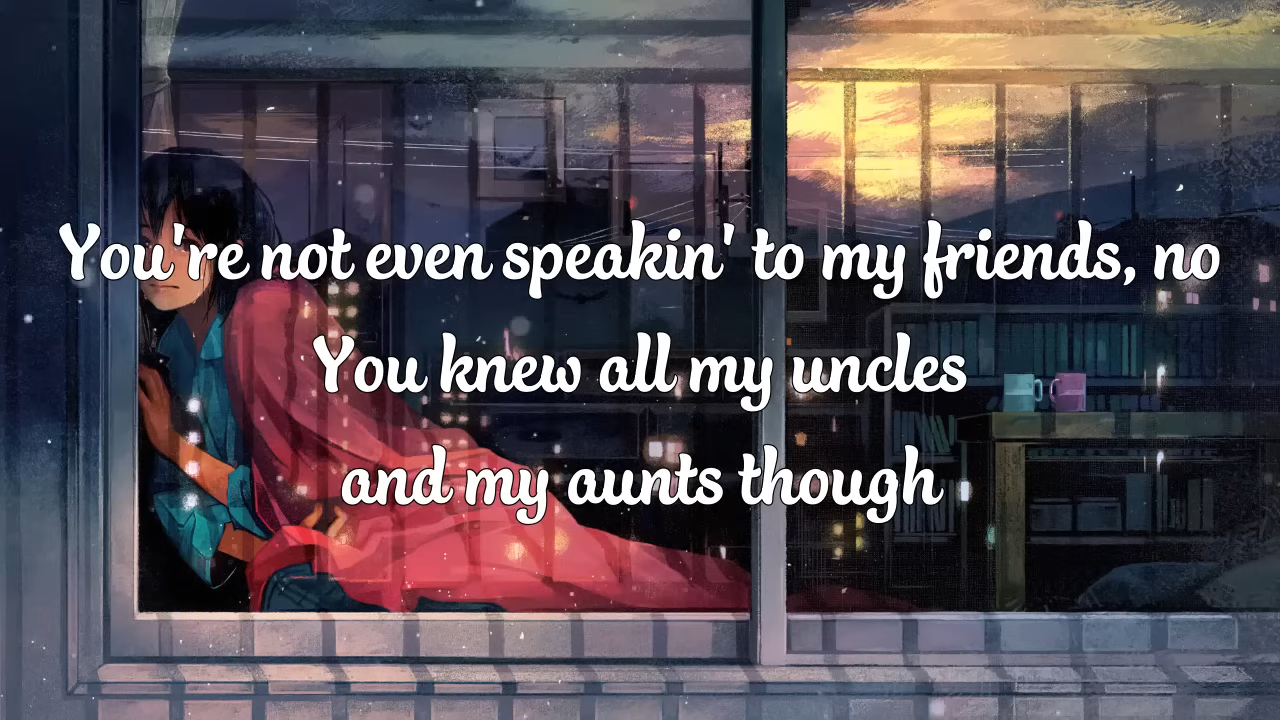 You're not even speakin' to my friends, no
You knew all my uncles
and my aunts though